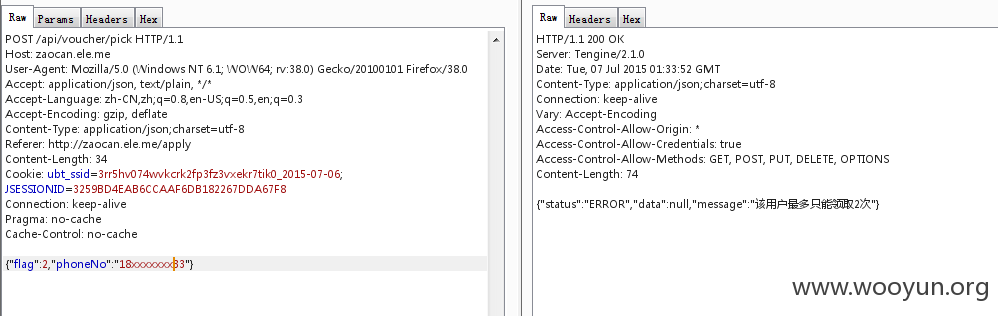 Raw Params Headers Hex
POST /api/voucher/pick HTTP/1.1
Host: zaocan.ele.me
User-Agent: Mozilla/5.0 (Windows NT 6.1; WOW64; rv:38.0) Gecko/20100101 Firefox/38.0
Accept: application/json, text/plain, */*
Accept-Language: zh-CN,zh;q=0.8,en-US;q=0.5,en;q=0.3
Accept-Encoding: gzip, deflate
Content-Type: application/json;charset=utf-8
Referer: http://zaocan.ele.me/apply
Content-Length: 34
Cookie: ubt_ssid=3rr5hv074wvkcrk2fp3fz3vxekr7tik0_2015-07-06;
JSESSIONID=3259BD4EAB6CCAAF6DB182267DDA67F8
Connection: keep-alive
Pragma: no-cache
Cache-Control: no-cache
{"flag":2,"phoneNo":"18xxxxxxx33"}
Raw Headers Hex
HTTP/1.1 200 OK
Server: Tengine/2.1.0
Date: Tue, 07 Jul 2015 01:33:52 GMT
Content-Type: application/json;charset=utf-8
Connection: keep-alive
Vary: Accept-Encoding
Access-Control-Allow-Origin: *
Access-Control-Allow-Credentials: true
Access-Control-Allow-Methods: GET, POST, PUT, DELETE, OPTIONS
Content-Length: 74
{"status":"ERROR","data":null,"message":"该用户最多只能领取2次"}
www.wooyun.org